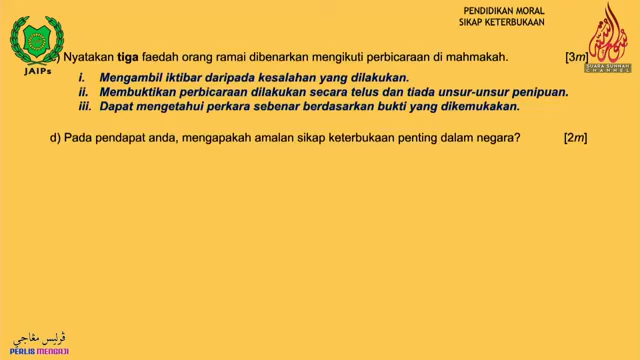 PENDIDIKAN MORAL
SIKAP KETERBUKAAN
JAIPs
SUARA SUNNAH
CHANNEL
c) Nyatakan tiga faedah orang ramai dibenarkan mengikuti perbicaraan di mahmakah. [3m]
i. Mengambil iktibar daripada kesalahan yang dilakukan.
ii. Membuktikan perbicaraan dilakukan secara telus dan tiada unsur-unsur penipuan.
iii. Dapat mengetahui perkara sebenar berdasarkan bukti yang dikemukakan.
d) Pada pendapat anda, mengapakah amalan sikap keterbukaan penting dalam negara? [2m]
ڤرليس مڠاجي
PERLIS MENGAJI